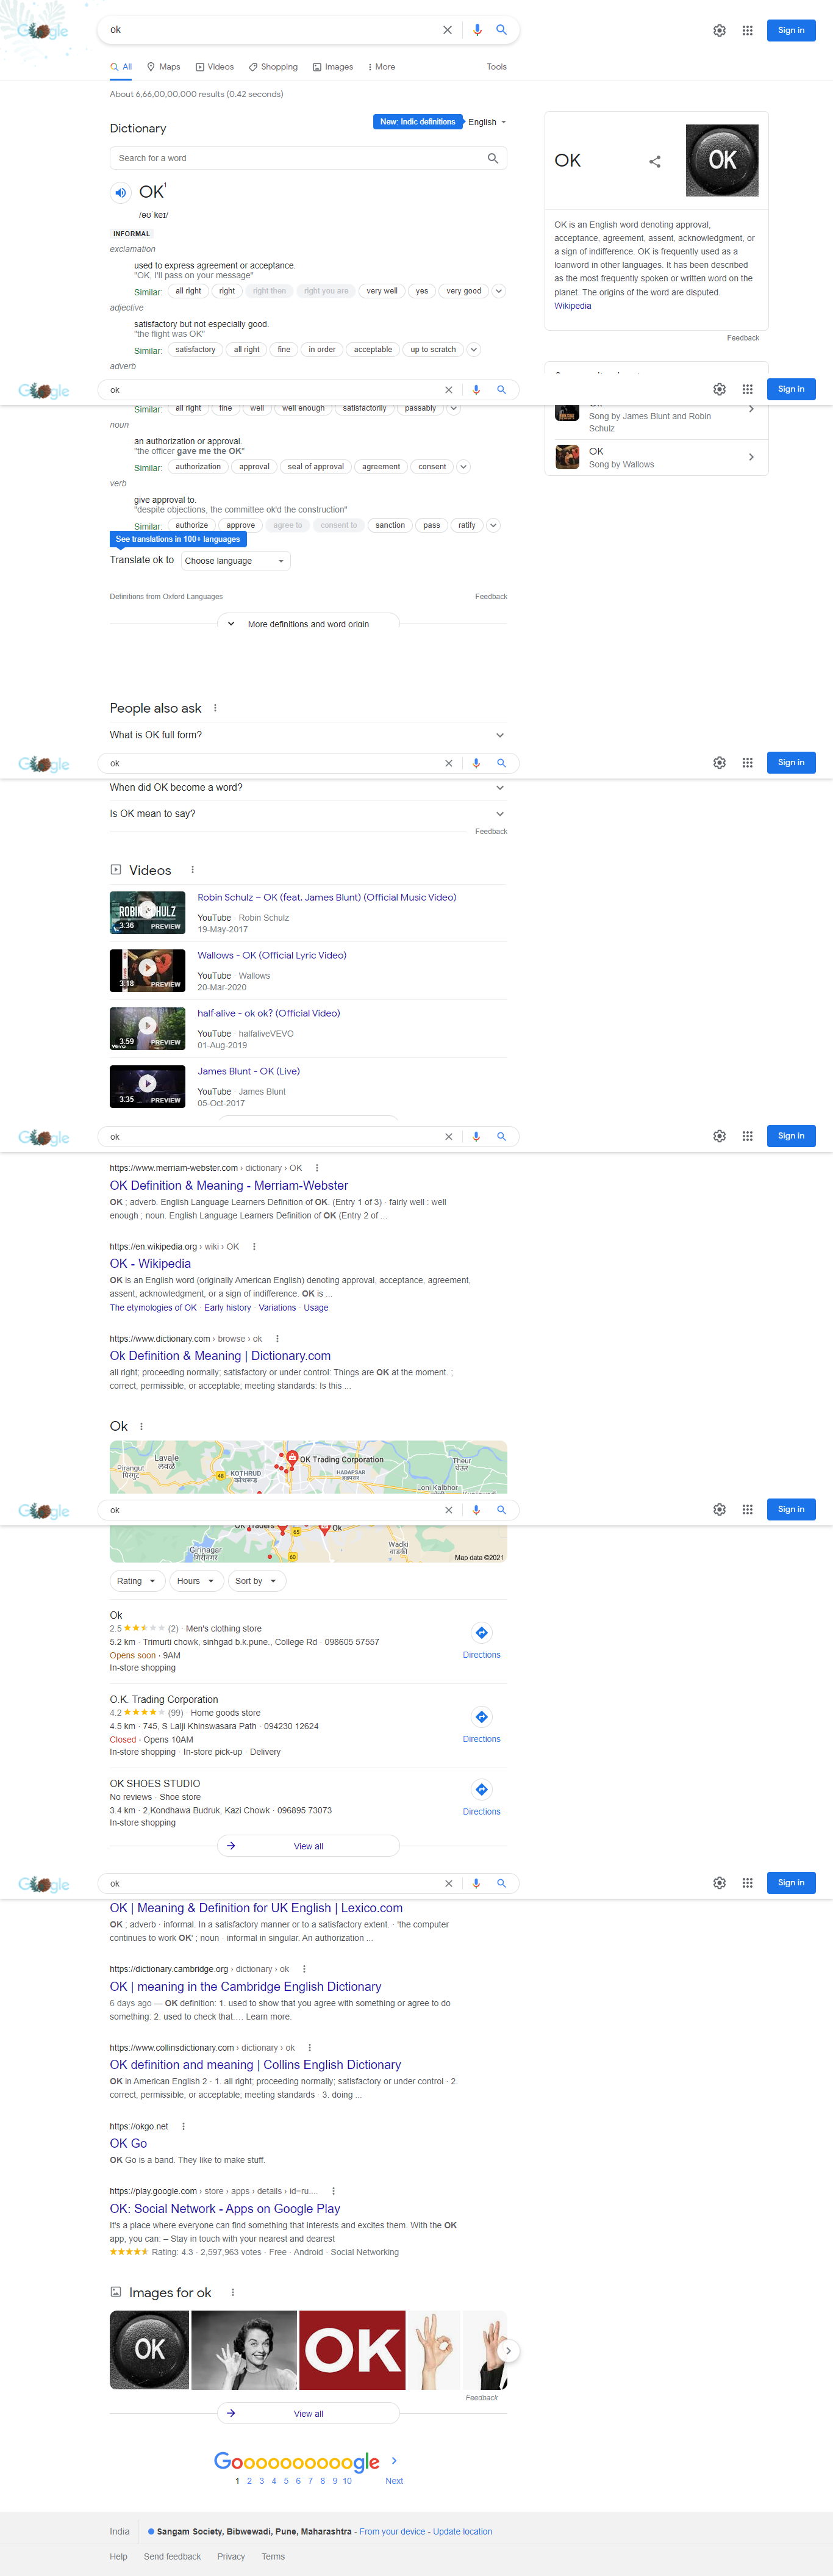 Google
ok
Sign in
All
Maps
Videos
Shopping
Images
More
Tools
About 6,66,00,00,000 results (0.42 seconds)
Dictionary
New: Indic definitions
English
Search for a word
OK1
/əʊˈkeɪ/
INFORMAL
exclamation
used to express agreement or acceptance.
"OK, I'll pass on your message"
Similar: all right right right then right you are very well yes very good
adjective
satisfactory but not especially good.
"the flight was OK"
Similar: satisfactory all right fine in order acceptable up to scratch
adverb
OK
OK
OK is an English word denoting approval,
acceptance, agreement, assent, acknowledgment, or
a sign of indifference. OK is frequently used as a
loanword in other languages. It has been described
as the most frequently spoken or written word on the
planet. The origins of the word are disputed.
Wikipedia
Feedback
Google
ok
Sign in
Similar: all right fine well well enough satisfactorily passably
noun
an authorization or approval.
"the officer gave me the OK"
Similar: authorization approval seal of approval agreement consent
verb
give approval to.
"despite objections, the committee ok'd the construction"
Similar: authorize approve agree to consent to sanction pass ratify
See translations in 100+ languages
Translate ok to
Choose language
Definitions from Oxford Languages
Feedback
More definitions and word origin
Song by James Blunt and Robin
Schulz
OK
Song by Wallows
People also ask
What is OK full form?
Google
ok
Sign in
When did OK become a word?
Is OK mean to say?
Feedback
Videos
ROBIN SCHULZ
3:36
PREVIEW
Robin Schulz – OK (feat. James Blunt) (Official Music Video)
YouTube · Robin Schulz
19-May-2017
3:18
PREVIEW
Wallows - OK (Official Lyric Video)
YouTube · Wallows
20-Mar-2020
3:59
vevo
PREVIEW
half·alive - ok ok? (Official Video)
YouTube · halfaliveVEVO
01-Aug-2019
3:35
PREVIEW
James Blunt - OK (Live)
YouTube · James Blunt
05-Oct-2017
Google
ok
Sign in
https://www.merriam-webster.com › dictionary › OK
OK Definition & Meaning - Merriam-Webster
OK ; adverb. English Language Learners Definition of OK. (Entry 1 of 3) · fairly well : well
enough ; noun. English Language Learners Definition of OK (Entry 2 of ...
https://en.wikipedia.org › wiki › OK
OK - Wikipedia
OK is an English word (originally American English) denoting approval, acceptance, agreement,
assent, acknowledgment, or a sign of indifference. OK is ...
The etymologies of OK · Early history · Variations · Usage
https://www.dictionary.com › browse › ok
Ok Definition & Meaning | Dictionary.com
all right; proceeding normally; satisfactory or under control: Things are OK at the moment. ;
correct, permissible, or acceptable; meeting standards: Is this ...
Ok
Lavale
लवळे
Pirangut
पिरंगुट
48
KOTHRUD
कोथरूड
OK Trading Corporation
HADAPSAR
हडपसर
Theur
थेऊर
Loni Kalbhor
Google
ok
Sign in
OK Traders
65
Ok
Girinagar
गिरीनगर
60
Wadki
वडकी
Map data ©2021
Rating
Hours
Sort by
Ok
2.5 (2) · Men's clothing store
5.2 km · Trimurti chowk, sinhgad b.k.pune., College Rd · 098605 57557
Opens soon · 9AM
In-store shopping
Directions
O.K. Trading Corporation
4.2 (99) · Home goods store
4.5 km · 745, S Lalji Khinswasara Path · 094230 12624
Closed · Opens 10AM
In-store shopping · In-store pick-up · Delivery
Directions
OK SHOES STUDIO
No reviews · Shoe store
3.4 km · 2,Kondhawa Budruk, Kazi Chowk · 096895 73073
In-store shopping
Directions
View all
Google
ok
Sign in
OK | Meaning & Definition for UK English | Lexico.com
OK ; adverb · informal. In a satisfactory manner or to a satisfactory extent. · 'the computer
continues to work OK' ; noun · informal in singular. An authorization ...
https://dictionary.cambridge.org › dictionary › ok
OK | meaning in the Cambridge English Dictionary
6 days ago — OK definition: 1. used to show that you agree with something or agree to do
something: 2. used to check that.... Learn more.
https://www.collinsdictionary.com › dictionary › ok
OK definition and meaning | Collins English Dictionary
OK in American English 2 · 1. all right; proceeding normally; satisfactory or under control · 2.
correct, permissible, or acceptable; meeting standards · 3. doing ...
https://okgo.net
OK Go
OK Go is a band. They like to make stuff.
https://play.google.com › store › apps › details › id=ru....
OK: Social Network - Apps on Google Play
It's a place where everyone can find something that interests and excites them. With the OK
app, you can: – Stay in touch with your nearest and dearest
Rating: 4.3 · 2,597,963 votes · Free · Android · Social Networking
Images for ok
OK
OK
Feedback
View all
Goooooooooogle
1 2 3 4 5 6 7 8 9 10 Next
India
Sangam Society, Bibwewadi, Pune, Maharashtra - From your device - Update location
Help Send feedback Privacy Terms